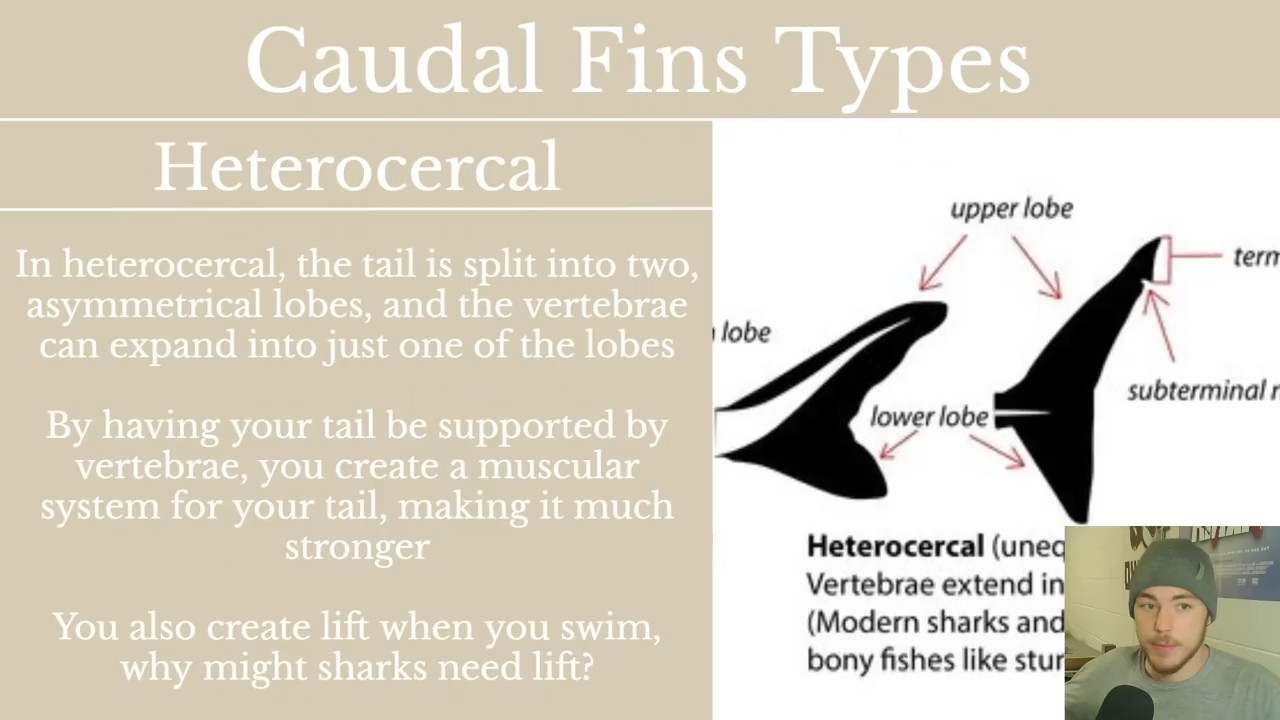 Caudal Fins Types
Heterocercal
In heterocercal, the tail is split into two,
asymmetrical lobes, and the vertebrae
can expand into just one of the lobes
By having your tail be supported by
vertebrae, you create a muscular
system for your tail, making it much
stronger
You also create lift when you swim,
why might sharks need lift?
upper lobe
term
lobe
subterminal
lower lobe
Heterocercal (uneq
Vertebrae extend in
(Modern sharks and
bony fishes like stur